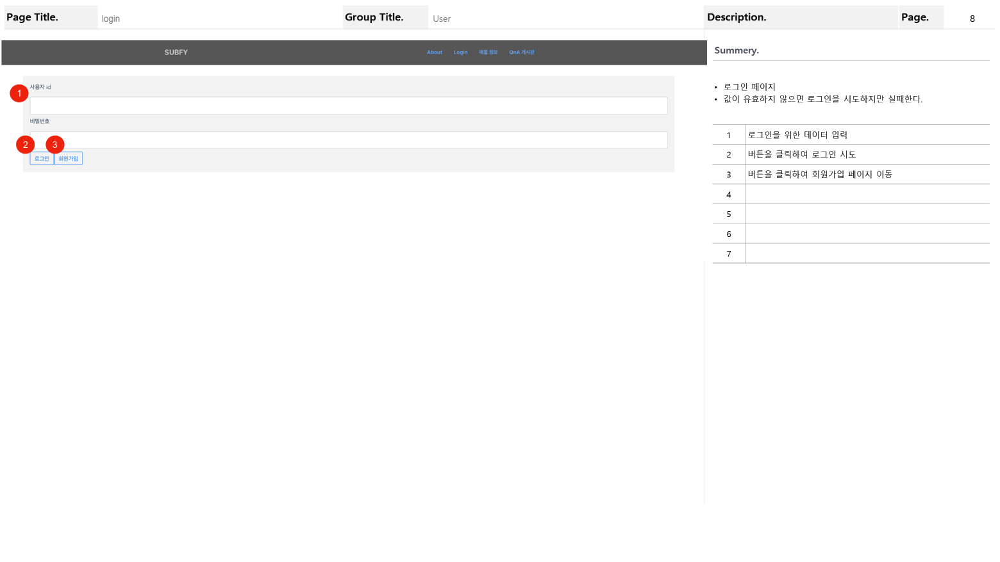 Page Title. login Group Title. User Description. Page. 8
SUBFY About Login 매물 정보 QnA 게시판
사용자 id
1
비밀번호
2 3
로그인 회원가입
Summery.
• 로그인 페이지
• 값이 유효하지 않으면 로그인을 시도하지만 실패한다.
1 로그인을 위한 데이터 입력
2 버튼을 클릭하여 로그인 시도
3 버튼을 클릭하여 회원가입 페이지 이동
4
5
6
7